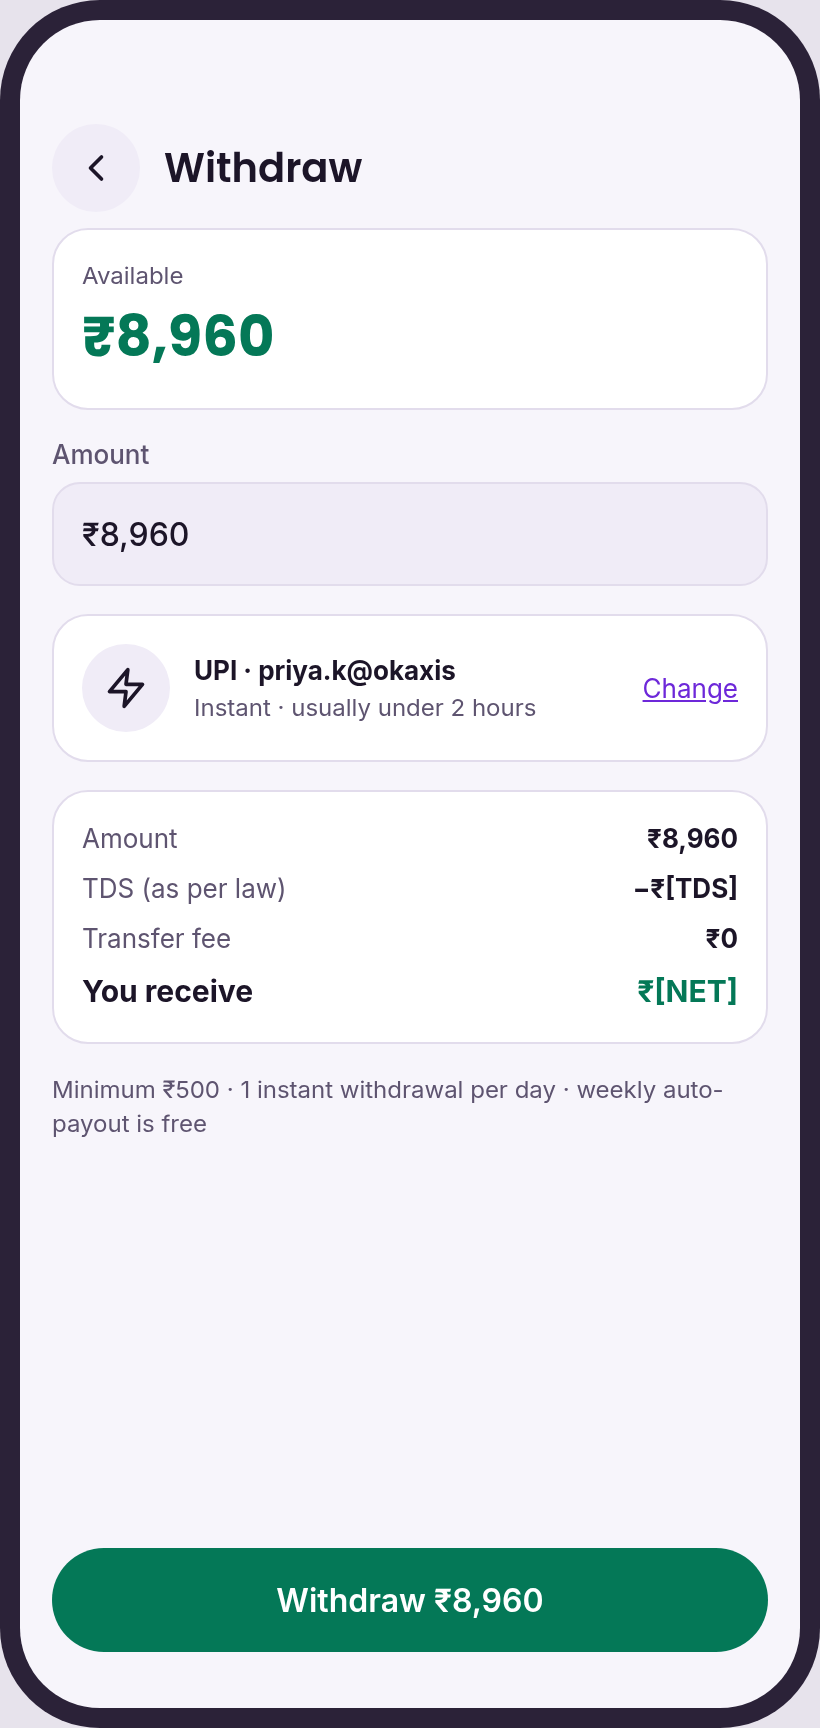 Withdraw
Available
₹8,960
Amount
₹8,960
UPI · priya.k@okaxis
Instant · usually under 2 hours
Change
Amount ₹8,960
TDS (as per law) −₹[TDS]
Transfer fee ₹0
You receive ₹[NET]
Minimum ₹500 · 1 instant withdrawal per day · weekly auto-
payout is free
Withdraw ₹8,960